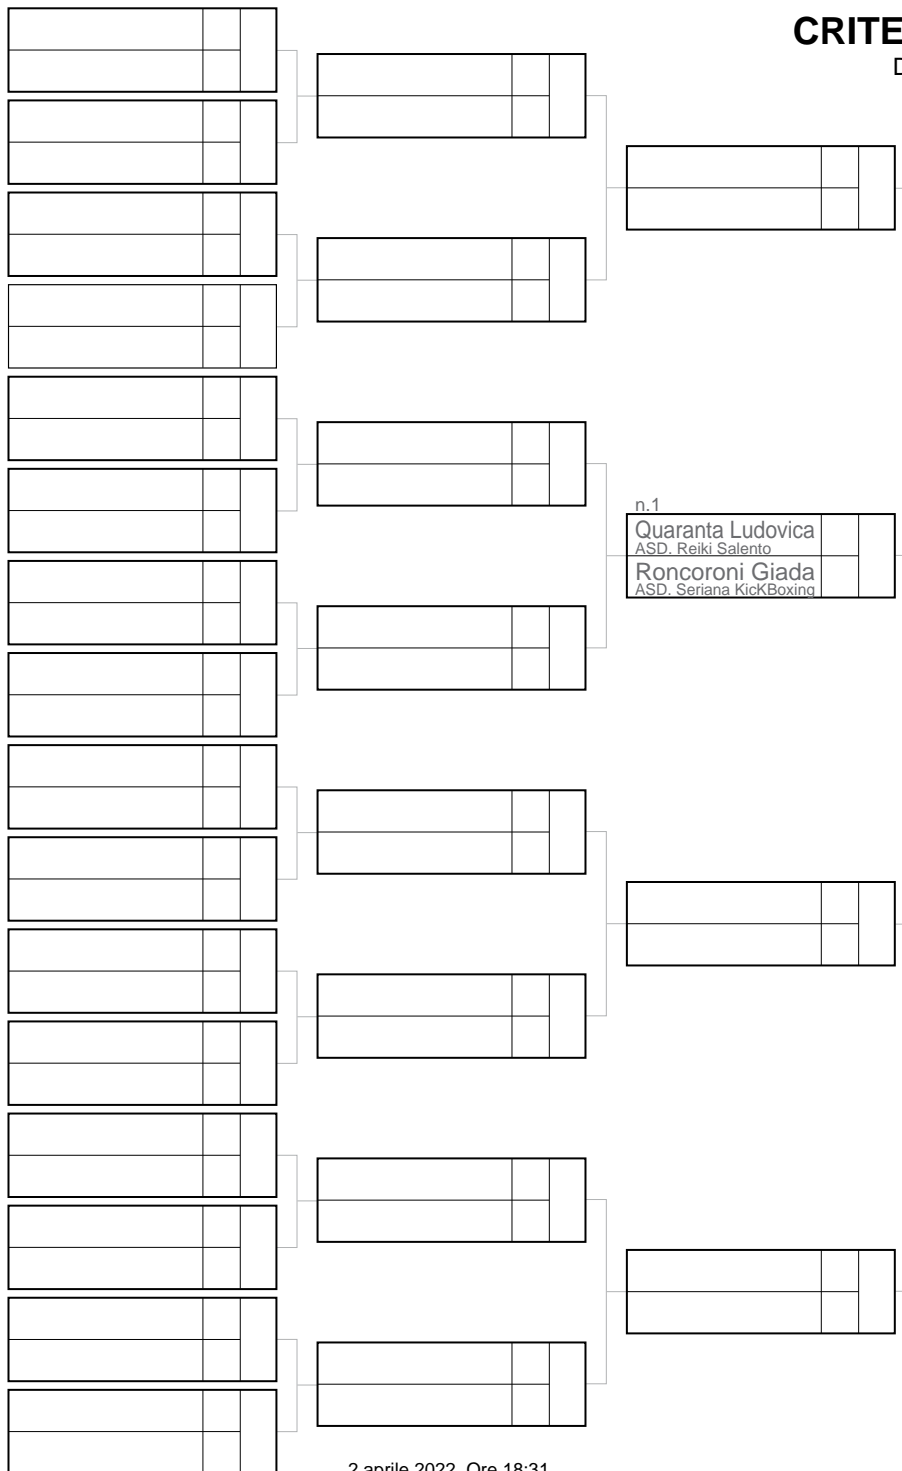 CRITE
D
n.1
Quaranta Ludovica
ASD. Reiki Salento
Roncoroni Giada
ASD. Seriana KicKBoxing
2 aprile 2022 Ore 18:31